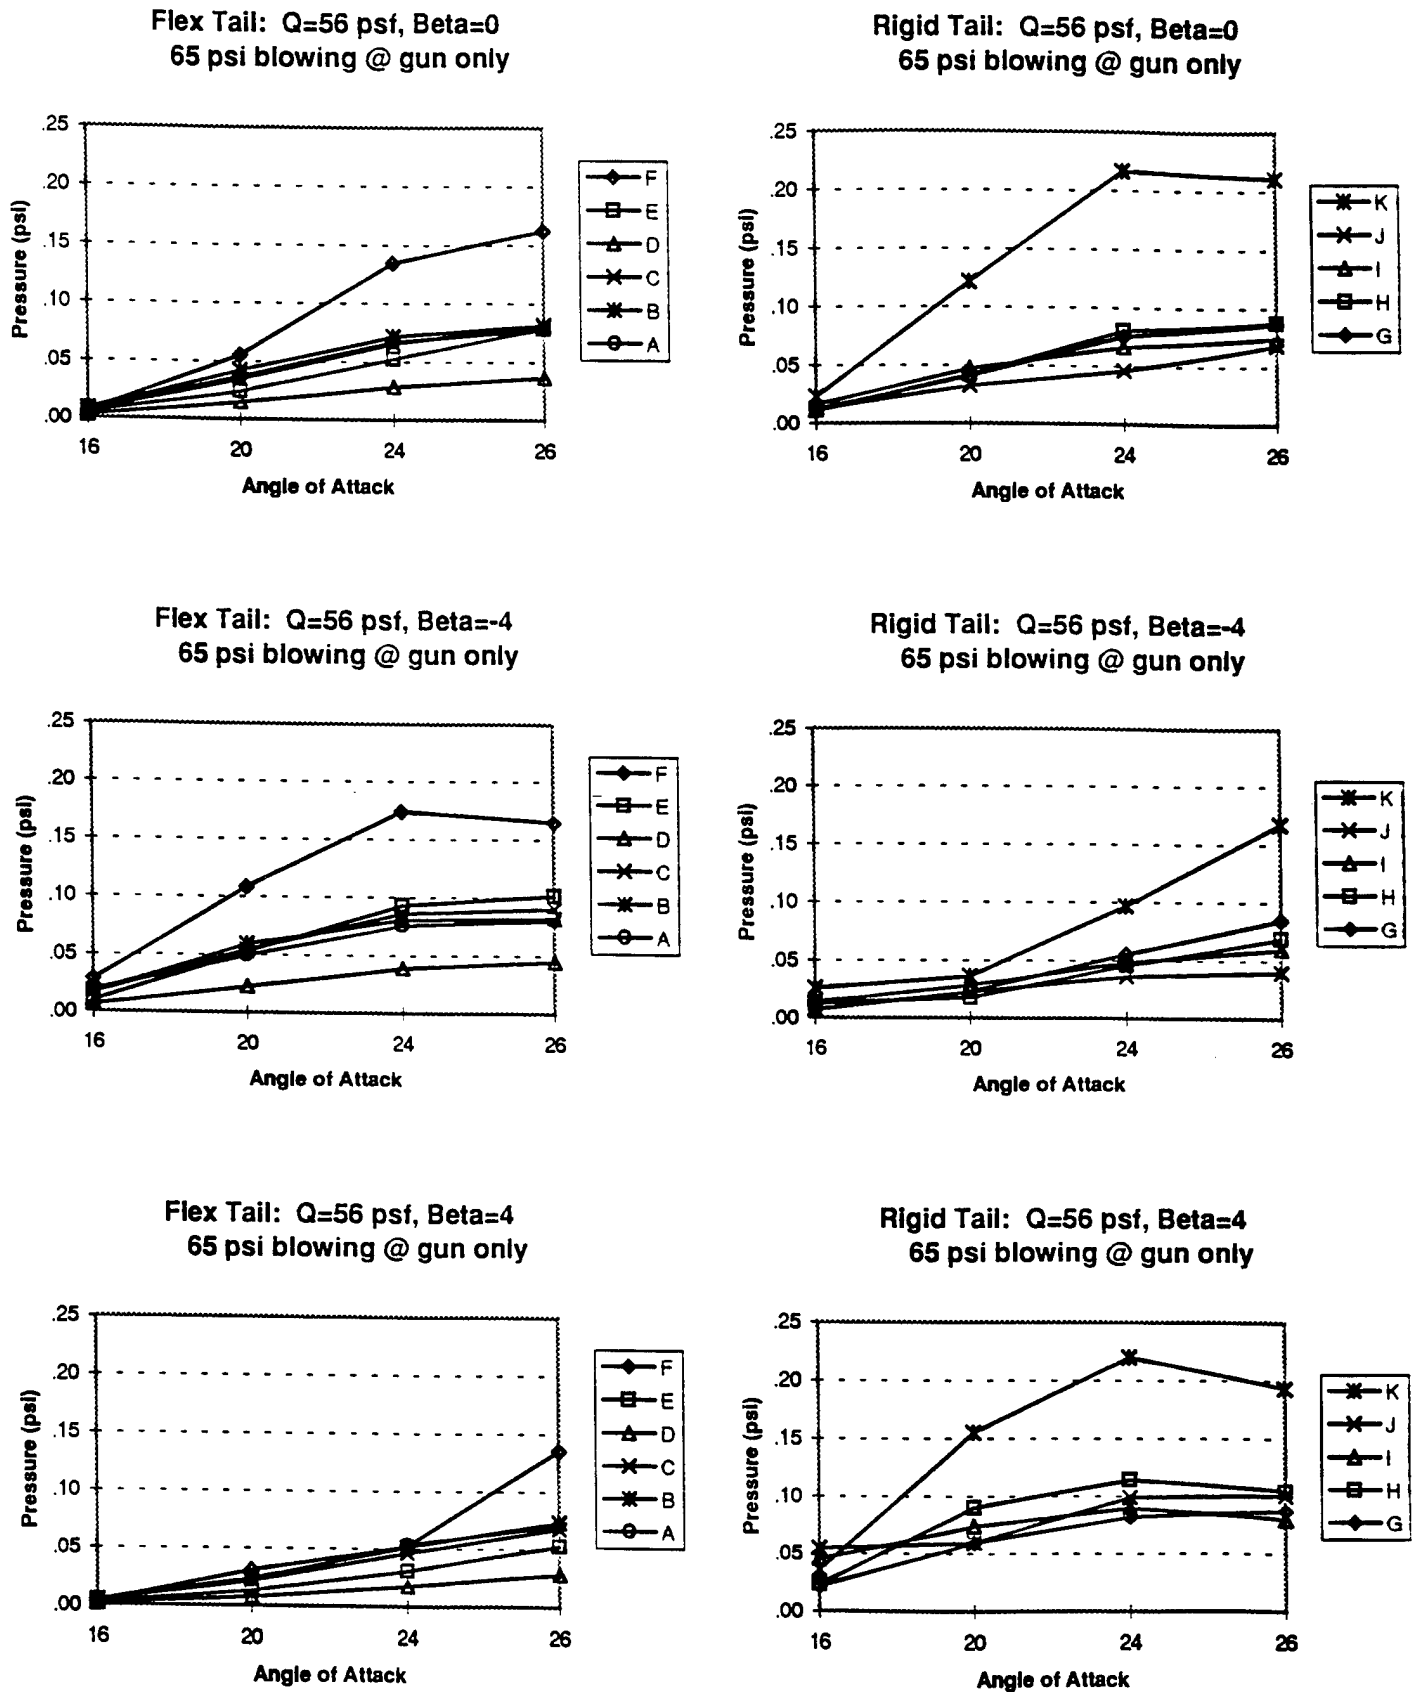 Flex Tail: Q=56 psf, Beta=0
65 psi blowing @ gun only
.25
.20
.15
.10
.05
.00
Pressure (psi)
16 20 24 26
Angle of Attack
F
E
D
C
B
A
Rigid Tail: Q=56 psf, Beta=0
65 psi blowing @ gun only
.25
.20
.15
.10
.05
.00
Pressure (psi)
16 20 24 26
Angle of Attack
K
J
I
H
G
Flex Tail: Q=56 psf, Beta=-4
65 psi blowing @ gun only
.25
.20
.15
.10
.05
.00
Pressure (psi)
16 20 24 26
Angle of Attack
F
E
D
C
B
A
Rigid Tail: Q=56 psf, Beta=-4
65 psi blowing @ gun only
.25
.20
.15
.10
.05
.00
Pressure (psi)
16 20 24 26
Angle of Attack
K
J
I
H
G
Flex Tail: Q=56 psf, Beta=4
65 psi blowing @ gun only
.25
.20
.15
.10
.05
.00
Pressure (psi)
16 20 24 26
Angle of Attack
F
E
D
C
B
A
Rigid Tail: Q=56 psf, Beta=4
65 psi blowing @ gun only
.25
.20
.15
.10
.05
.00
Pressure (psi)
16 20 24 26
Angle of Attack
K
J
I
H
G